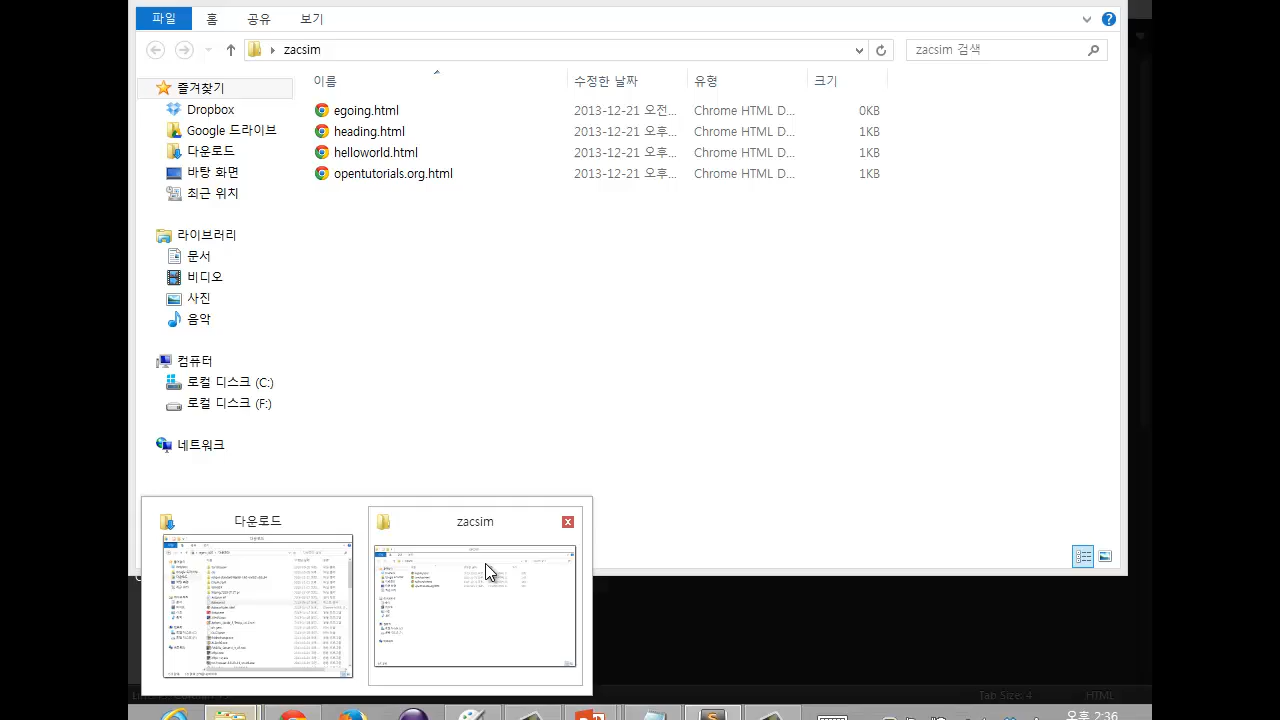 파일 홈 공유 보기
zacsim zacsim 검색
이름 수정한 날짜 유형 크기
즐겨찾기
Dropbox
Google 드라이브
다운로드
바탕 화면
최근 위치
라이브러리
문서
비디오
사진
음악
컴퓨터
로컬 디스크 (C:)
로컬 디스크 (F:)
네트워크
egoing.html 2013-12-21 오전... Chrome HTML D... 0KB
heading.html 2013-12-21 오후... Chrome HTML D... 1KB
helloworld.html 2013-12-21 오후... Chrome HTML D... 1KB
opentutorials.org.html 2013-12-21 오후... Chrome HTML D... 1KB
다운로드 zacsim
Tab Size: 4 HTML
오후 2:36